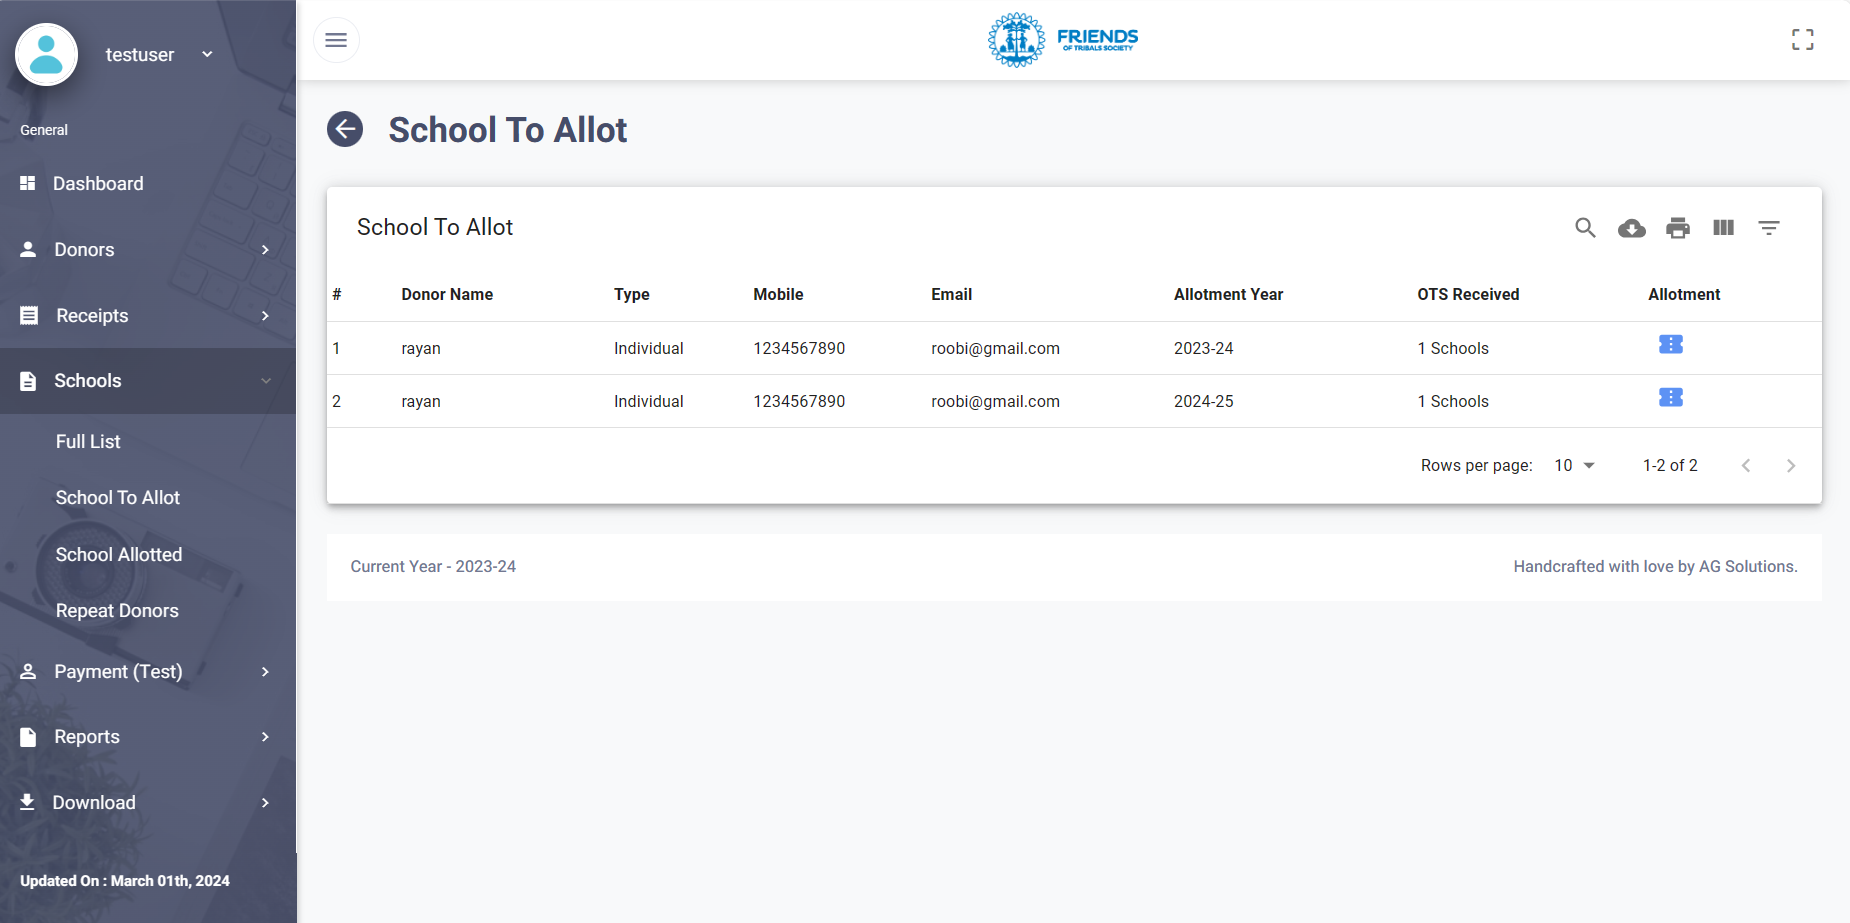 testuser
General
Dashboard
Donors
Receipts
Schools
Full List
School To Allot
School Allotted
Repeat Donors
Payment (Test)
Reports
Download
Updated On : March 01th, 2024
FRIENDS
OF TRIBALS SOCIETY
School To Allot
School To Allot
# Donor Name Type Mobile Email Allotment Year OTS Received Allotment
1 rayan Individual 1234567890 roobi@gmail.com 2023-24 1 Schools
2 rayan Individual 1234567890 roobi@gmail.com 2024-25 1 Schools
Rows per page: 10 1-2 of 2
Current Year - 2023-24 Handcrafted with love by AG Solutions.